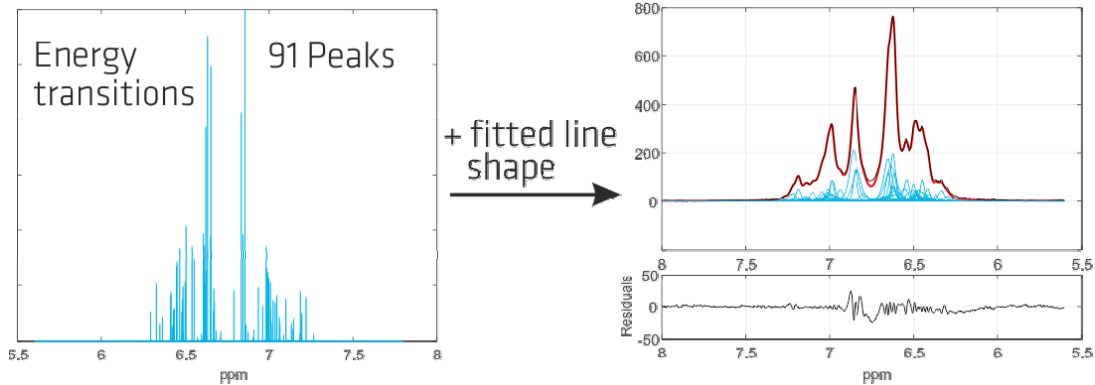 Energy
transitions
91 Peaks
5.5 6 6.5 7 7.5 8
ppm
+ fitted line
shape
800
600
400
200
0
8 7.5 7 6.5 6 5.5
50
0
-50
Residuals
8 7.5 7 6.5 6 5.5
ppm